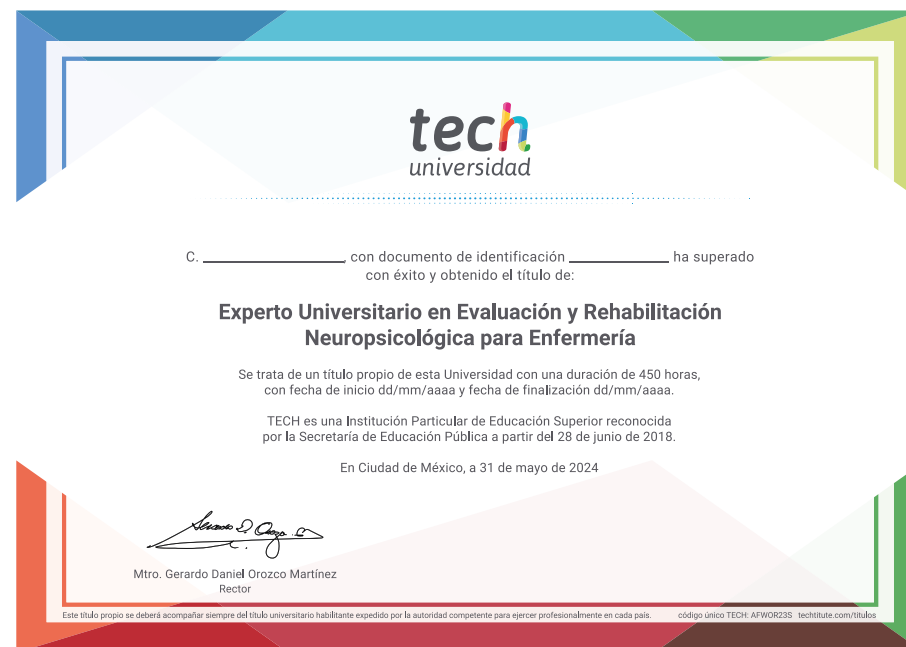 tech
universidad
C. ____________, con documento de identificación ____________ ha superado
con éxito y obtenido el título de:
Experto Universitario en Evaluación y Rehabilitación
Neuropsicológica para Enfermería
Se trata de un título propio de esta Universidad con una duración de 450 horas,
con fecha de inicio dd/mm/aaaa y fecha de finalización dd/mm/aaaa.
TECH es una Institución Particular de Educación Superior reconocida
por la Secretaría de Educación Pública a partir del 28 de junio de 2018.
En Ciudad de México, a 31 de mayo de 2024
Mtro. Gerardo Daniel Orozco Martínez
Rector
Este título propio se deberá acompañar siempre del título universitario habilitante expedido por la autoridad competente para ejercer profesionalmente en cada país. código único TECH: AFWOR23S techtitute.com/titulos